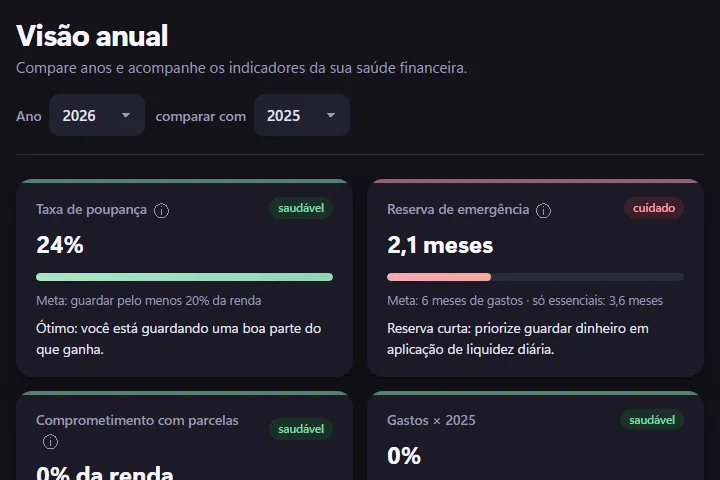 Visão anual
Compare anos e acompanhe os indicadores da sua saúde financeira.
Ano 2026 comparar com 2025
Taxa de poupança saudável
24%
Meta: guardar pelo menos 20% da renda
Ótimo: você está guardando uma boa parte do
que ganha.
Reserva de emergência cuidado
2,1 meses
Meta: 6 meses de gastos · só essenciais: 3,6 meses
Reserva curta: priorize guardar dinheiro em
aplicação de liquidez diária.
Comprometimento com parcelas saudável
0% da renda
Gastos × 2025 saudável
0%